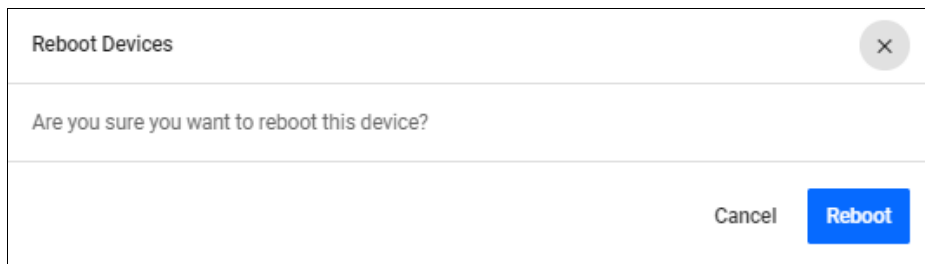 Reboot Devices
Are you sure you want to reboot this device?
Cancel Reboot